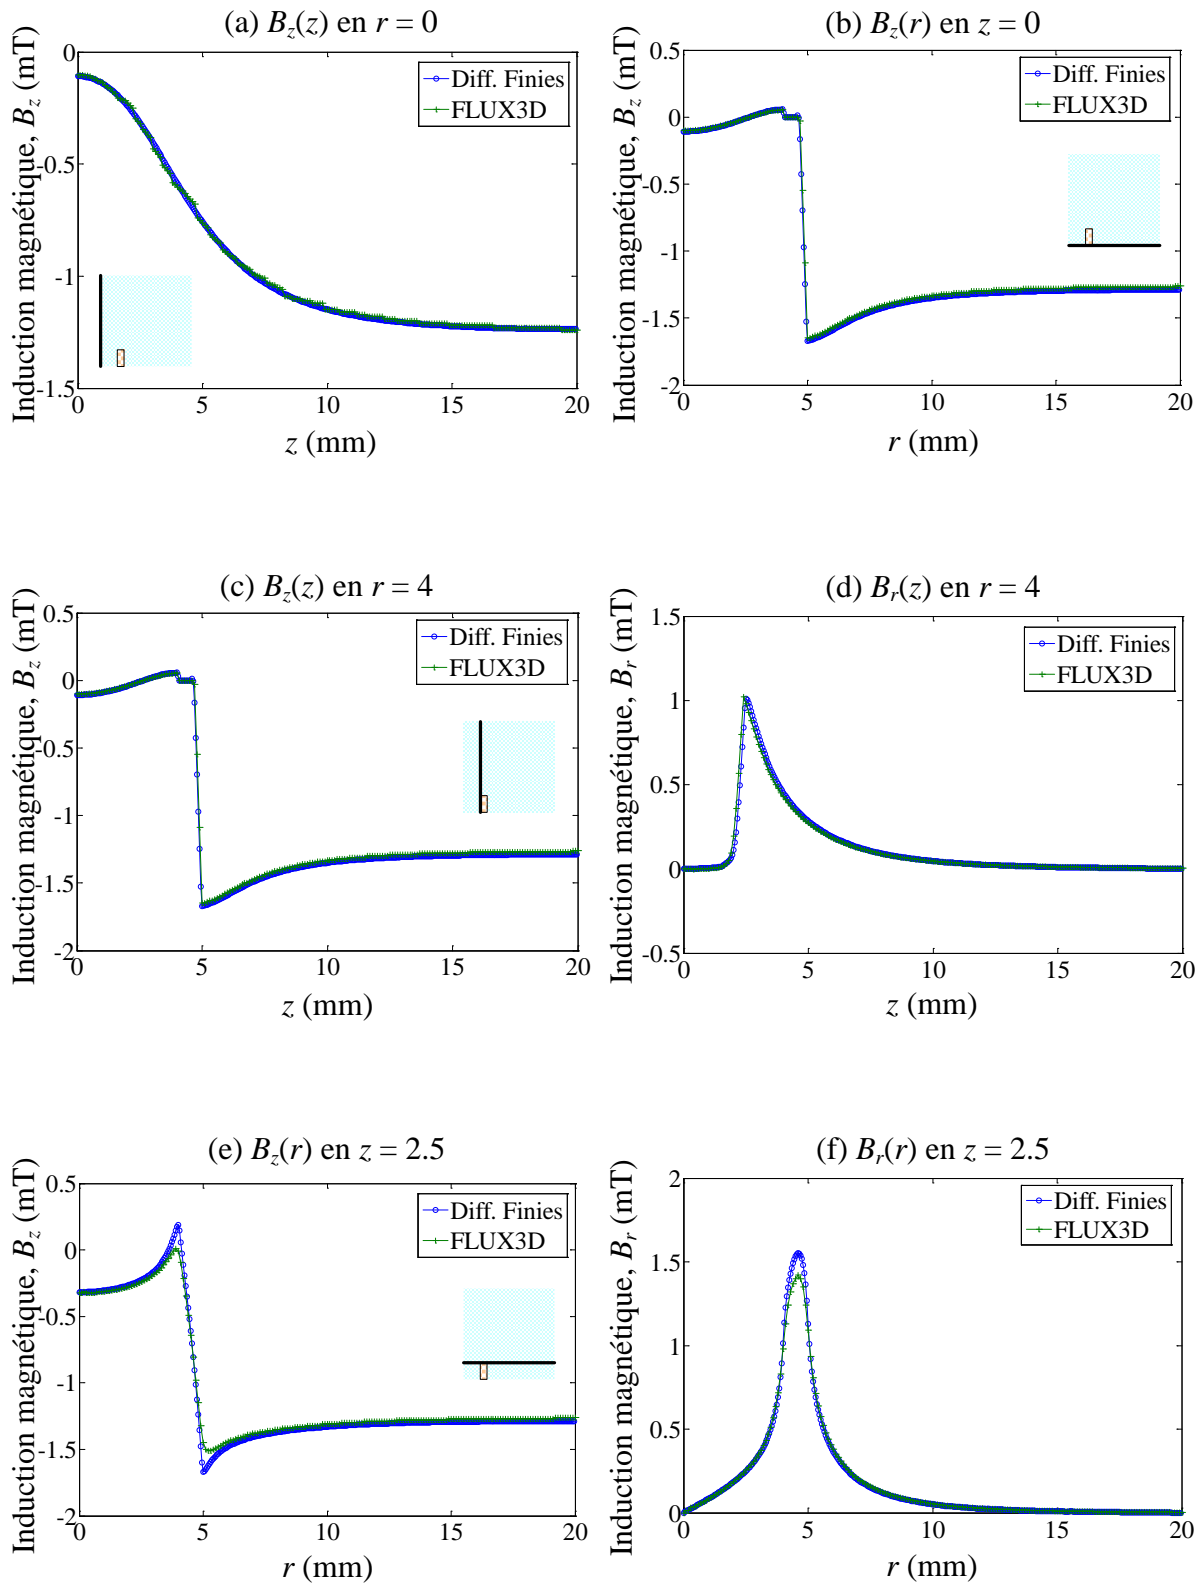 (a) Bz(z) en r = 0
Induction magnétique, Bz (mT)
0
-0.5
-1
-1.5
Diff. Finies
FLUX3D
0 5 10 15 20
z (mm)
(b) Bz(r) en z = 0
Induction magnétique, Bz (mT)
0.5
0
-0.5
-1
-1.5
-2
Diff. Finies
FLUX3D
0 5 10 15 20
r (mm)
(c) Bz(z) en r = 4
Induction magnétique, Bz (mT)
0.5
0
-0.5
-1
-1.5
-2
Diff. Finies
FLUX3D
0 5 10 15 20
z (mm)
(d) Br(z) en r = 4
Induction magnétique, Br (mT)
1.5
1
0.5
0
-0.5
Diff. Finies
FLUX3D
0 5 10 15 20
z (mm)
(e) Bz(r) en z = 2.5
Induction magnétique, Bz (mT)
0.5
0
-0.5
-1
-1.5
-2
Diff. Finies
FLUX3D
0 5 10 15 20
r (mm)
(f) Br(r) en z = 2.5
Induction magnétique, Br (mT)
2
1.5
1
0.5
0
Diff. Finies
FLUX3D
0 5 10 15 20
r (mm)